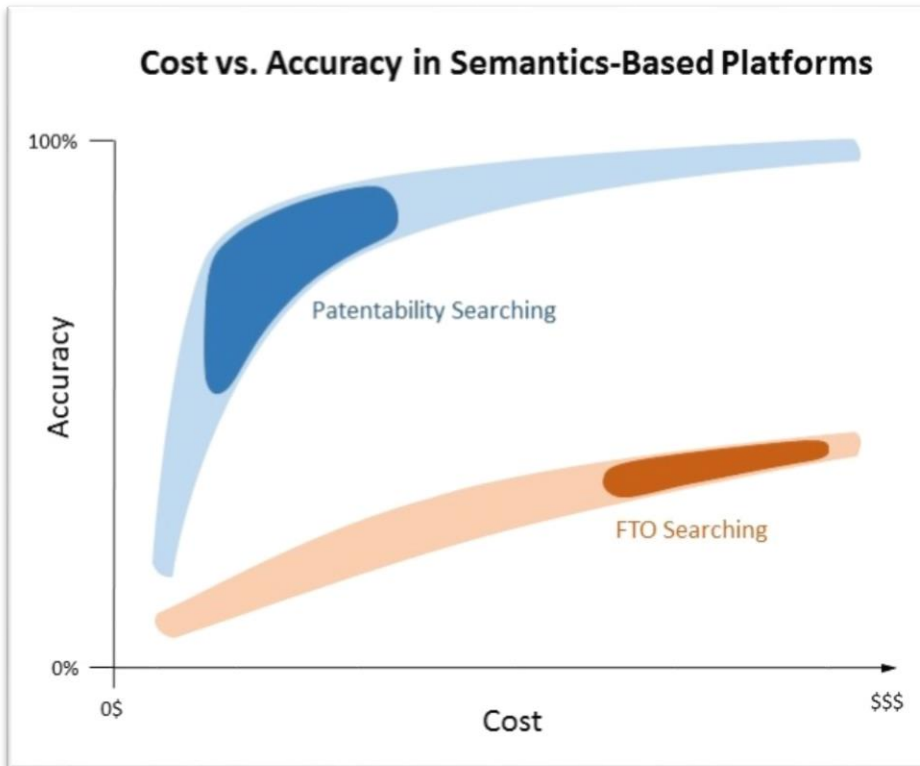 Cost vs. Accuracy in Semantics-Based Platforms
100%
Patentability Searching
Accuracy
FTO Searching
0%
0$
Cost
$$$